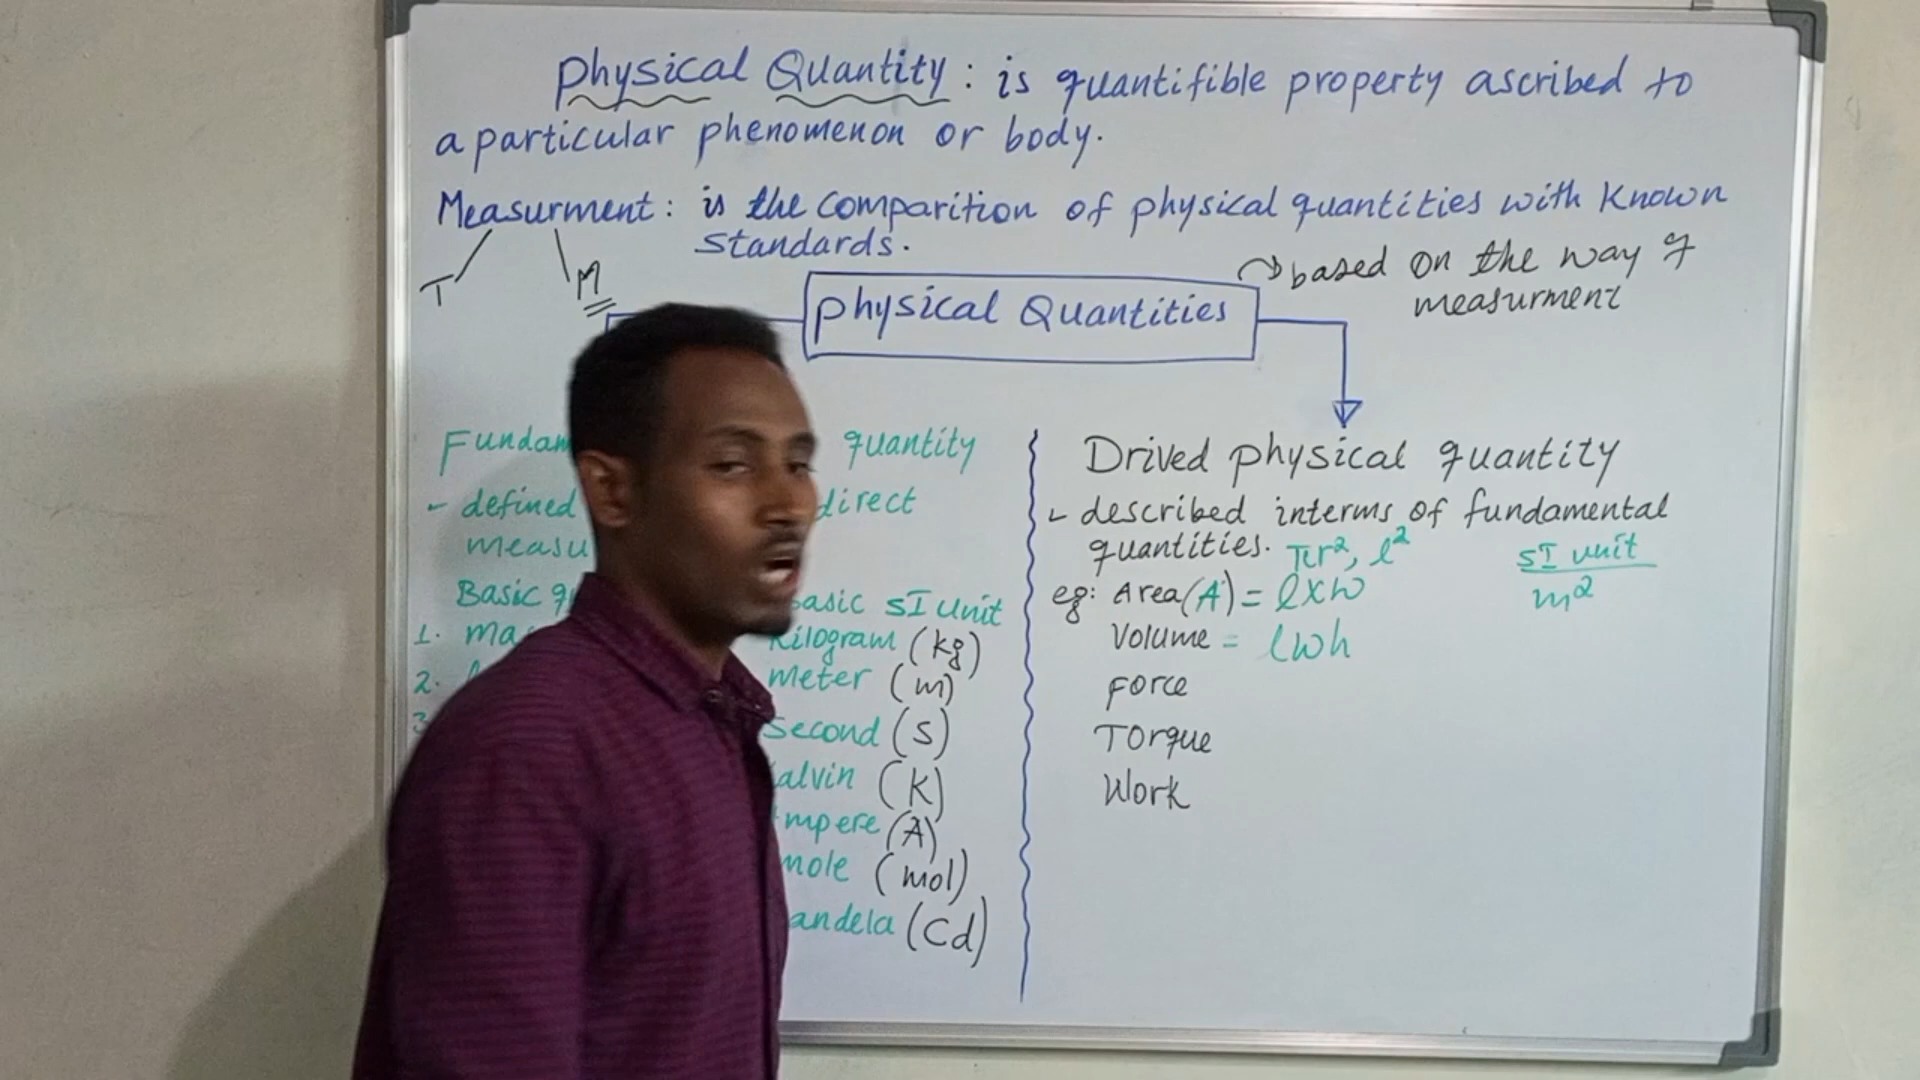 Physical Quantity: is quantifible property ascribed to
a particular phenomenon or body.
Measurment: is the comparition of physical quantities with known
standards.
T
M
based on the way of
measurment
physical Quantities
Fundam quantity
- defined direct
measu
Basic q asic SI Unit
1. ma kilogram (kg)
2. meter (m)
3 Second (s)
alvin (K)
mpere (A)
mole (mol)
andela (Cd)
Drived physical quantity
- described interms of fundamental
quantities. πr², l²
SI unit
m²
eg: Area (A) = l x w
Volume = lwh
Force
Torque
Work